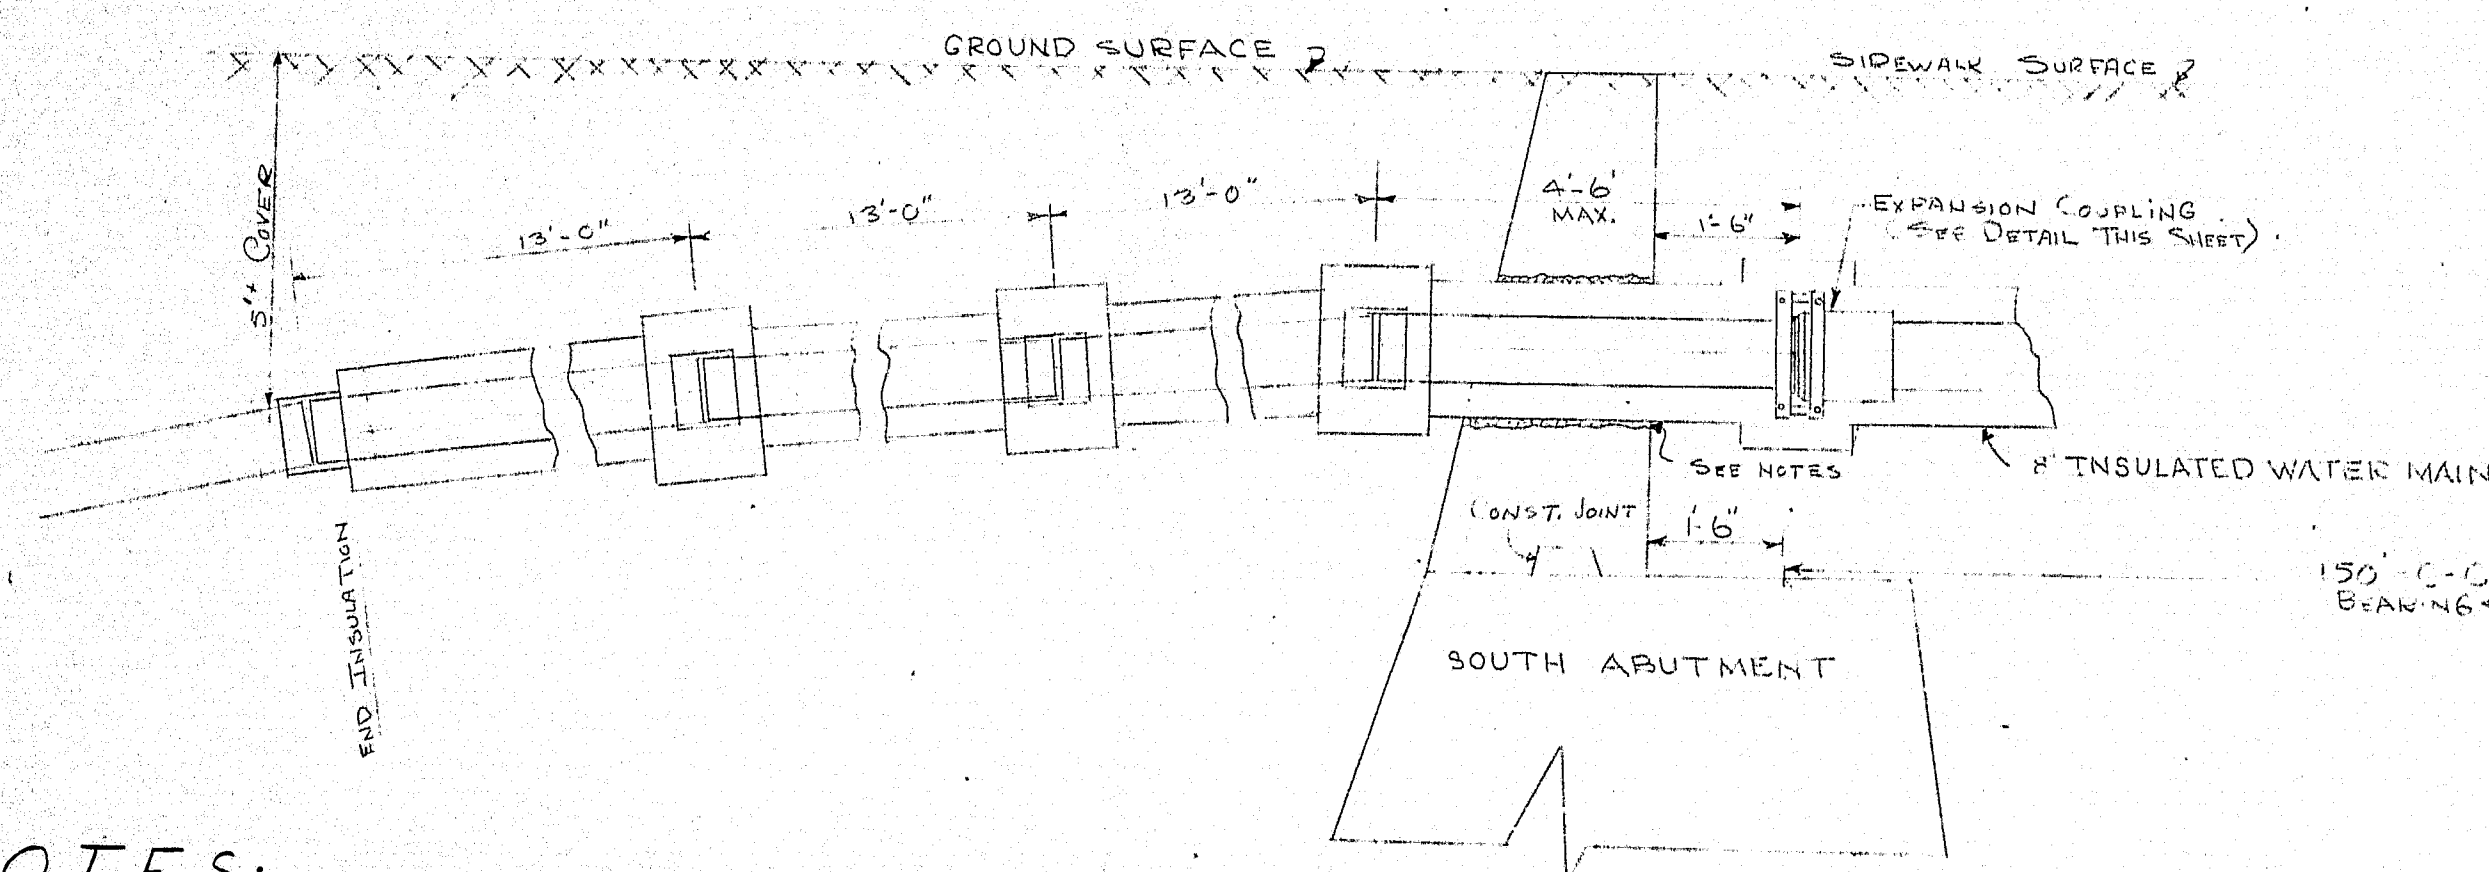 GROUND SURFACE
SIDEWALK SURFACE
5'± COVER
13'-0"
13'-0"
13'-0"
4'-6'
MAX.
1'-6"
EXPANSION COUPLING
(SEE DETAIL THIS SHEET).
SEE NOTES
8" INSULATED WATER MAIN
CONST. JOINT
1'-6"
150'-C-C
BEARING
END INSULATION
SOUTH ABUTMENT
OTES: